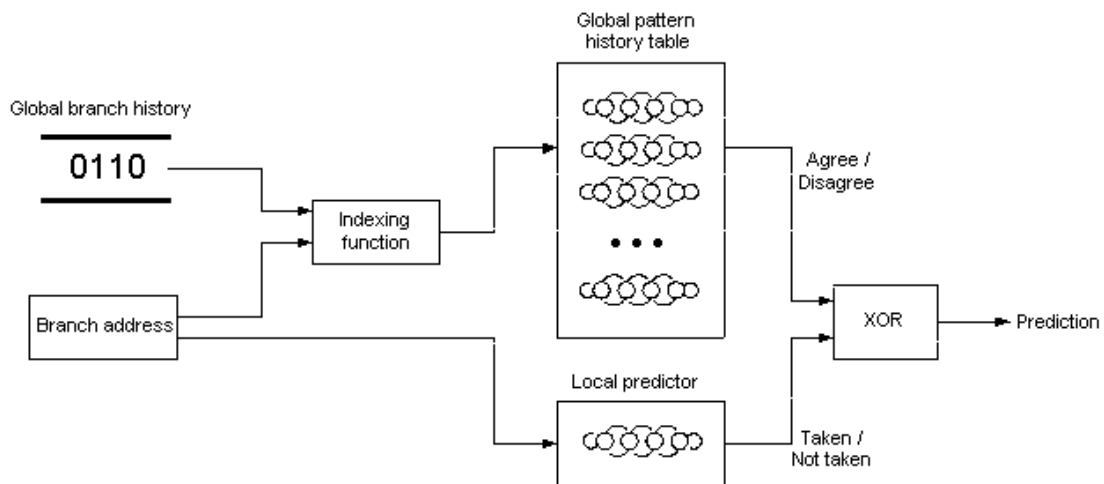 Global pattern
history table
Global branch history
0110
Agree /
Disagree
Indexing
function
Branch address
XOR
Prediction
Local predictor
Taken /
Not taken